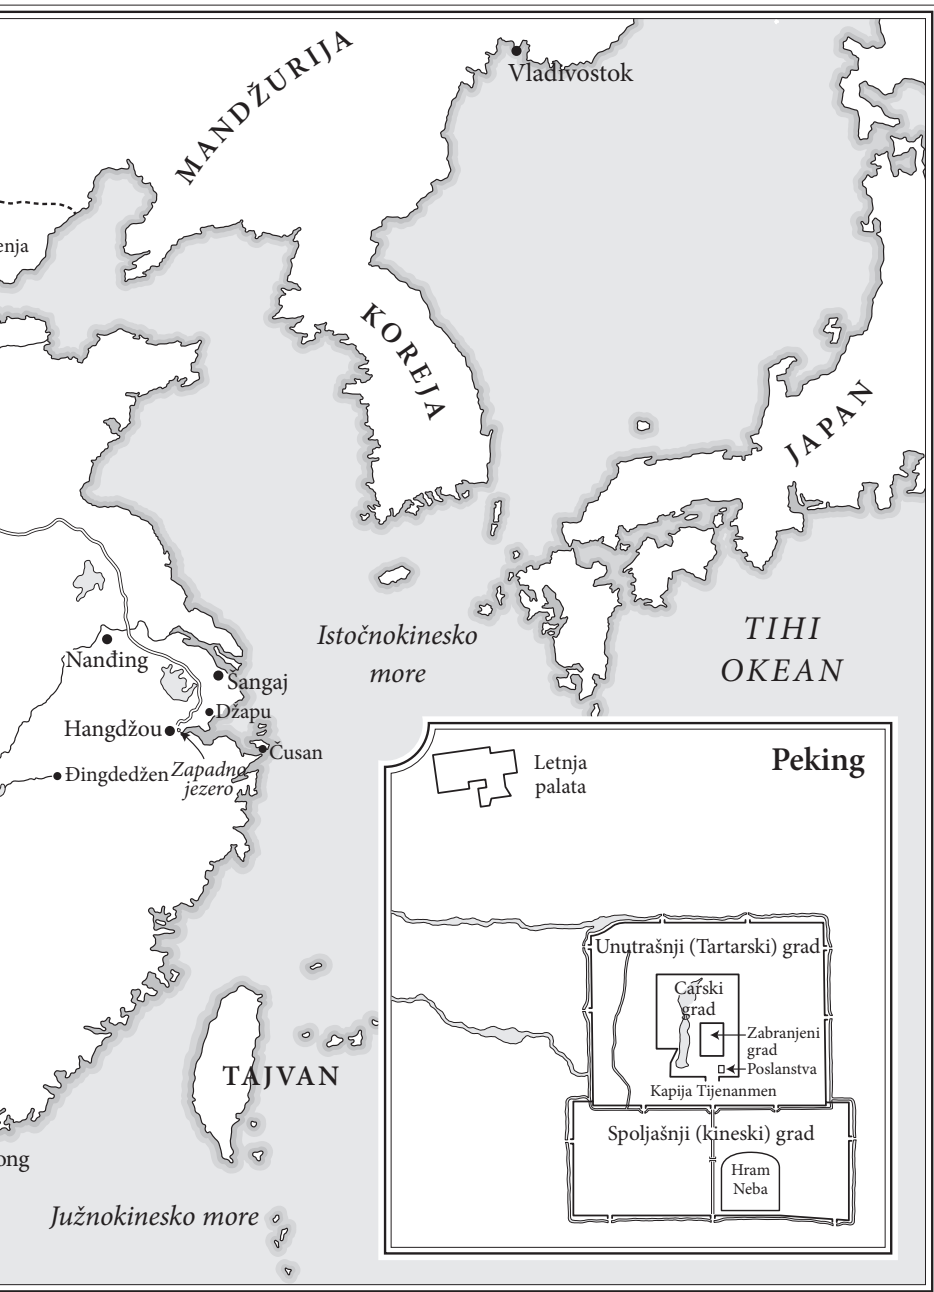 MANDŽURIJA
Vladivostok
enja
KOREJA
JAPAN
Istočnokinesko
more
TIHI
OKEAN
Nanđing
Šangaj
Džapu
Hangdžou
Čusan
Đingdedžen
Zapadno
jezero
Peking
Letnja
palata
Unutrašnji (Tartarski) grad
Carski
grad
Zabranjeni
grad
Poslanstva
Kapija Tijenanmen
Spoljašnji (kineski) grad
Hram
Neba
TAJVAN
ong
Južnokinesko more